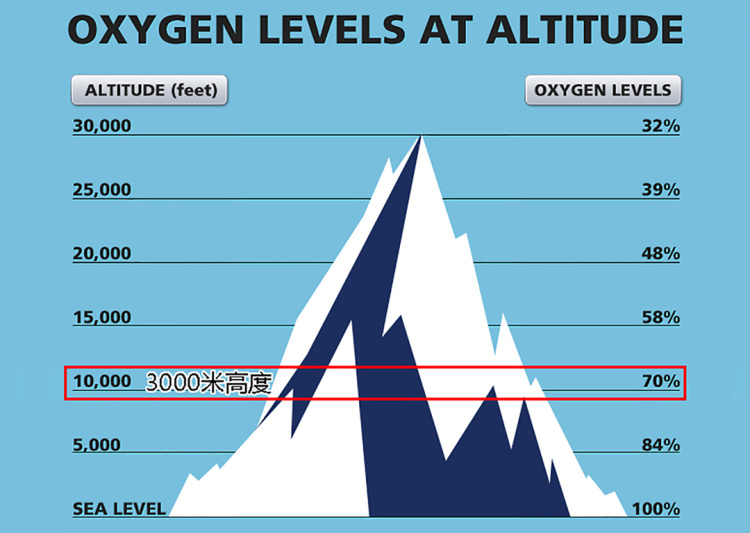 OXYGEN LEVELS AT ALTITUDE
ALTITUDE (feet) OXYGEN LEVELS
30,000 32%
25,000 39%
20,000 48%
15,000 58%
10,000 3000米高度 70%
5,000 84%
SEA LEVEL 100%